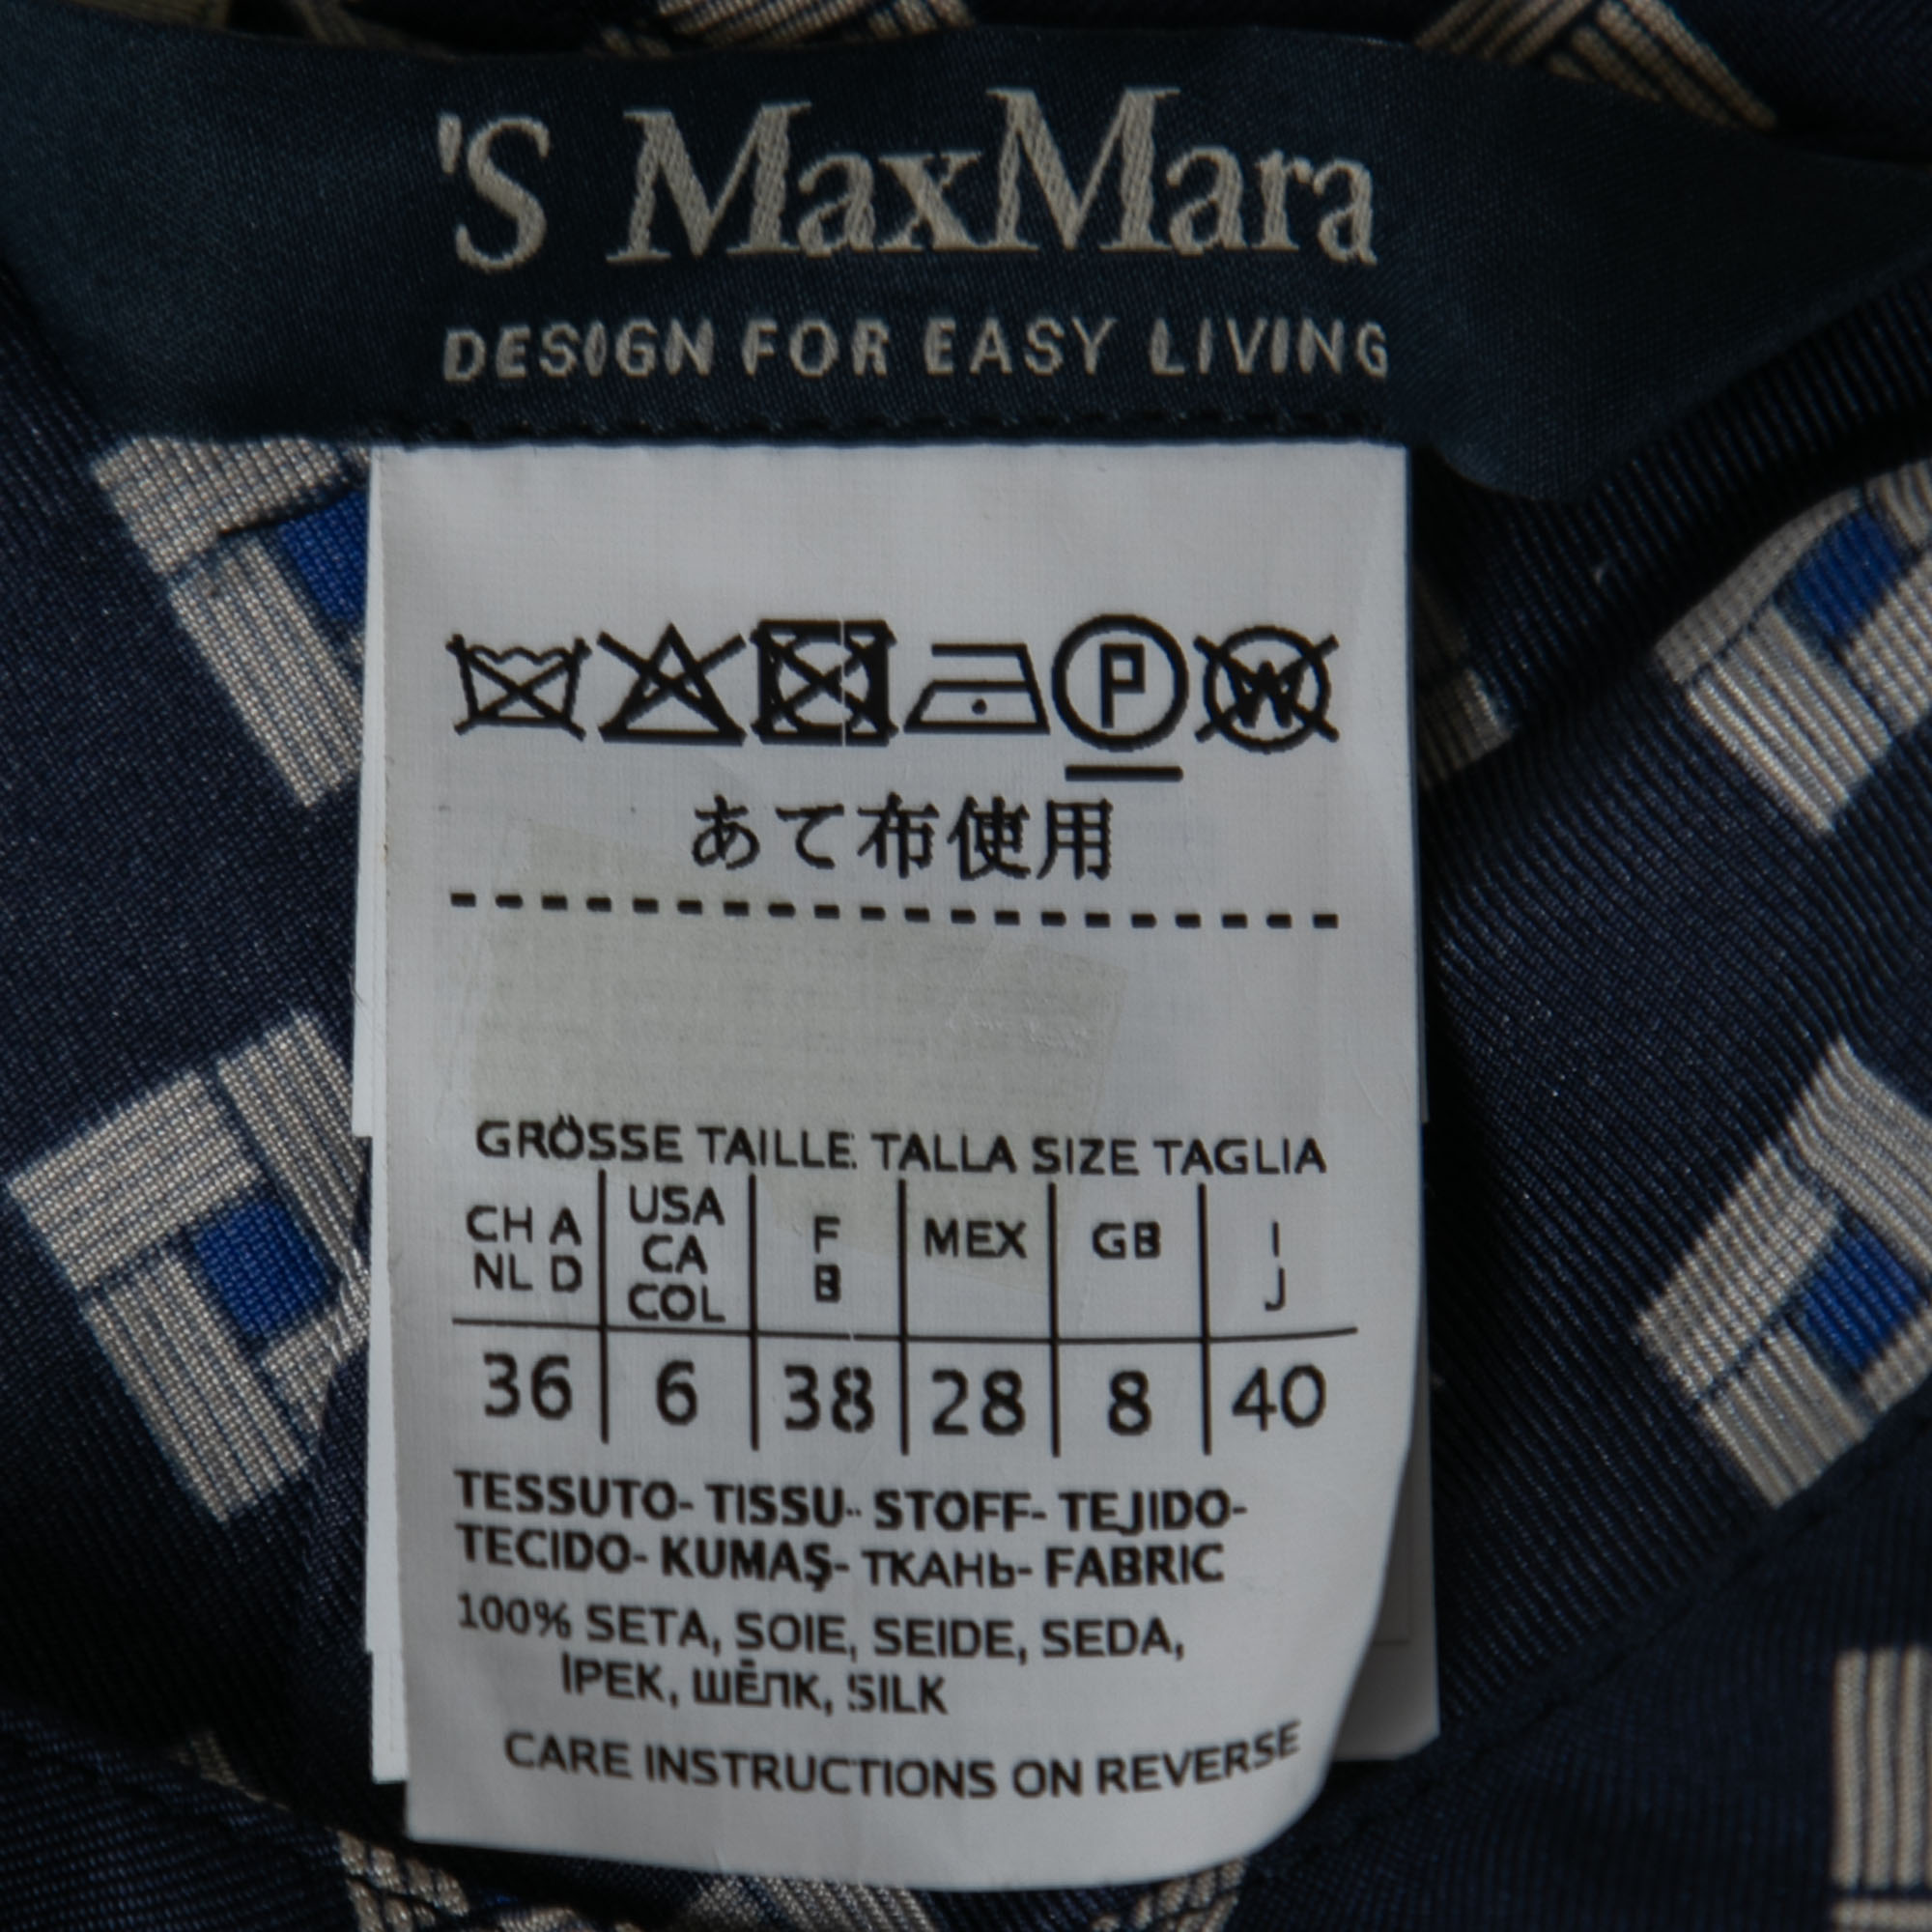 'S MaxMara
DESIGN FOR EASY LIVING
P W
あて布使用
GRÖSSE TAILLE TALLA SIZE TAGLIA
CH A NL D
USA CA COL
F B
MEX
GB
I J
36 6 38 28 8 40
TESSUTO- TISSU- STOFF- TEJIDO-
TECIDO- KUMAŞ- ТКАНЬ- FABRIC
100% SETA, SOIE, SEIDE, SEDA,
İPEK, ШЁЛК, SILK
CARE INSTRUCTIONS ON REVERSE